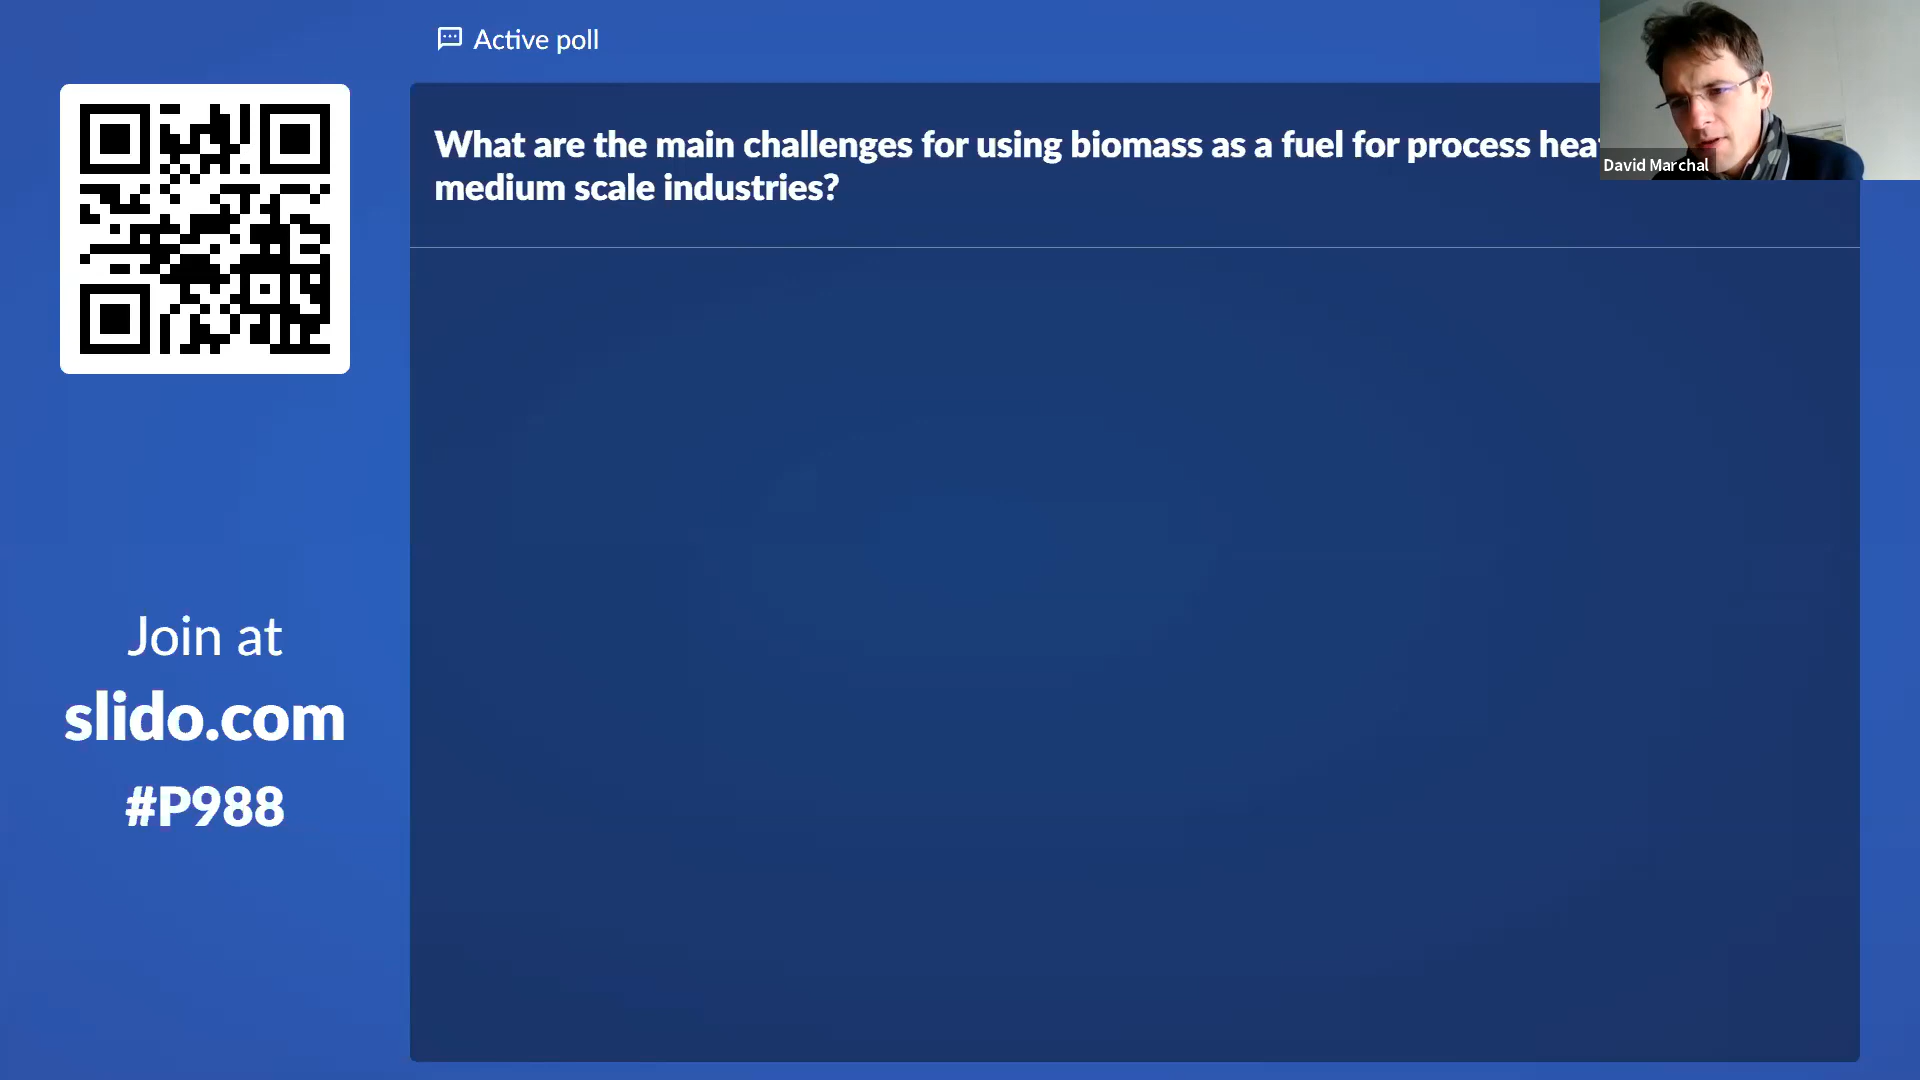 Active poll
What are the main challenges for using biomass as a fuel for process
medium scale industries?
David Marchal
Join at
slido.com
#P988